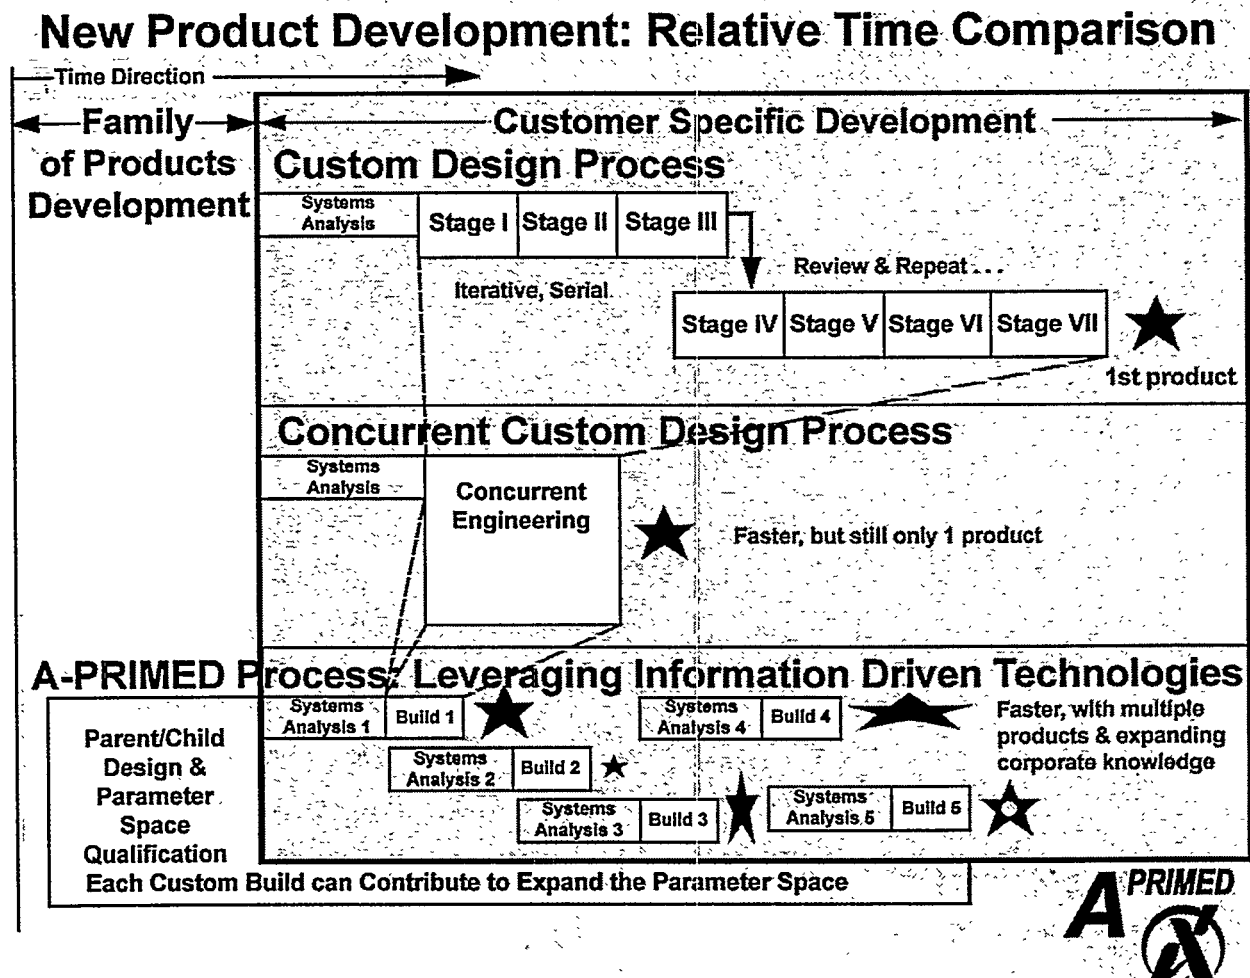 New Product Development: Relative Time Comparison
Time Direction
Family
of Products
Development
Customer Specific Development
Custom Design Process
Systems
Analysis
Stage I
Stage II
Stage III
Iterative, Serial
Review & Repeat...
Stage IV
Stage V
Stage VI
Stage VII
1st product
Concurrent Custom Design Process
Systems
Analysis
Concurrent
Engineering
Faster, but still only 1 product
A-PRIMED Process: Leveraging Information Driven Technologies
Systems
Analysis 1
Build 1
Systems
Analysis 4
Build 4
Faster, with multiple
products & expanding
corporate knowledge
Parent/Child
Design &
Parameter
Space
Qualification
Systems
Analysis 2
Build 2
Systems
Analysis 3
Build 3
Systems
Analysis 5
Build 5
Each Custom Build can Contribute to Expand the Parameter Space
A PRIMED